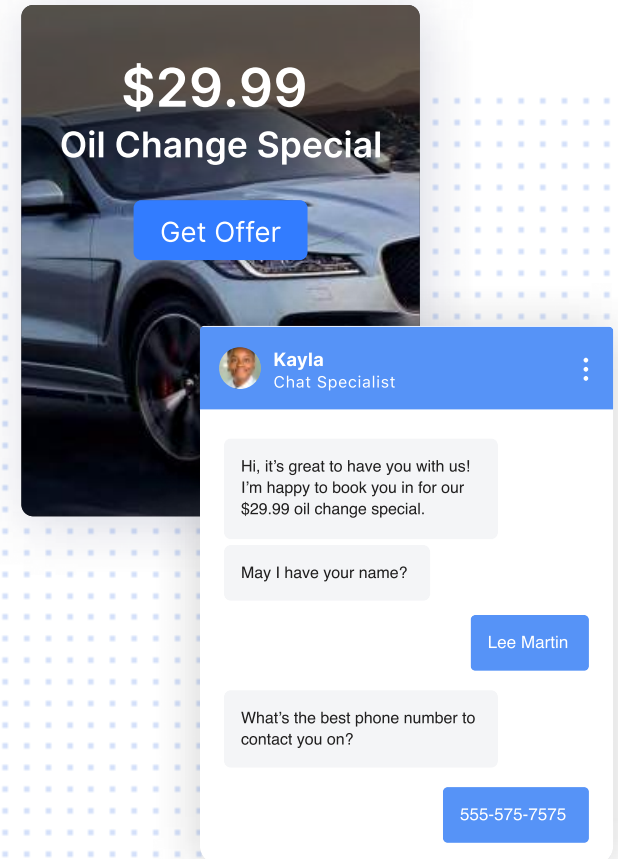 $29.99
Oil Change Special
Get Offer
Kayla
Chat Specialist
Hi, it’s great to have you with us!
I’m happy to book you in for our
$29.99 oil change special.
May I have your name?
Lee Martin
What’s the best phone number to
contact you on?
555-575-7575